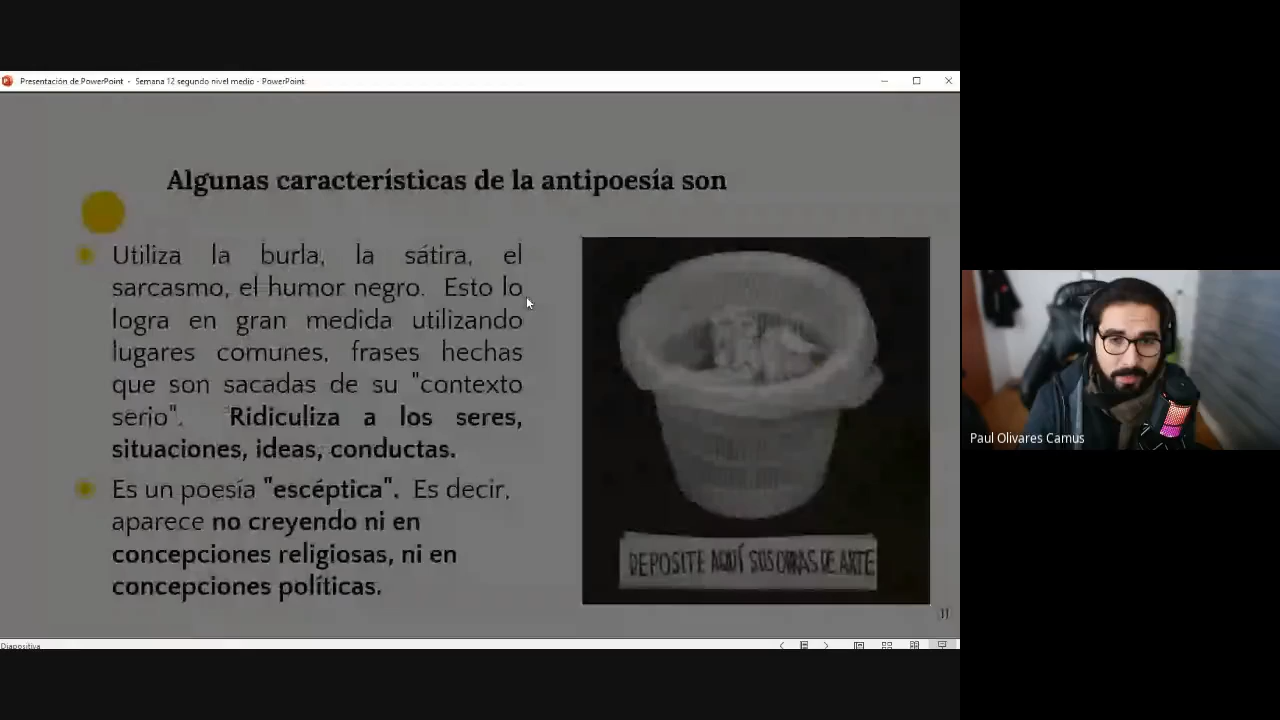 Presentación de PowerPoint - Semana 12 segundo nivel medio - PowerPoint
Algunas características de la antipoesía son
Utiliza la burla, la sátira, el
sarcasmo, el humor negro. Esto lo
logra en gran medida utilizando
lugares comunes, frases hechas
que son sacadas de su "contexto
serio". Ridiculiza a los seres,
situaciones, ideas, conductas.
Es un poesía "escéptica". Es decir,
aparece no creyendo ni en
concepciones religiosas, ni en
concepciones políticas.
DEPOSITE AQUÍ SUS OBRAS DE ARTE
11
Diapositiva
Paul Olivares Camus